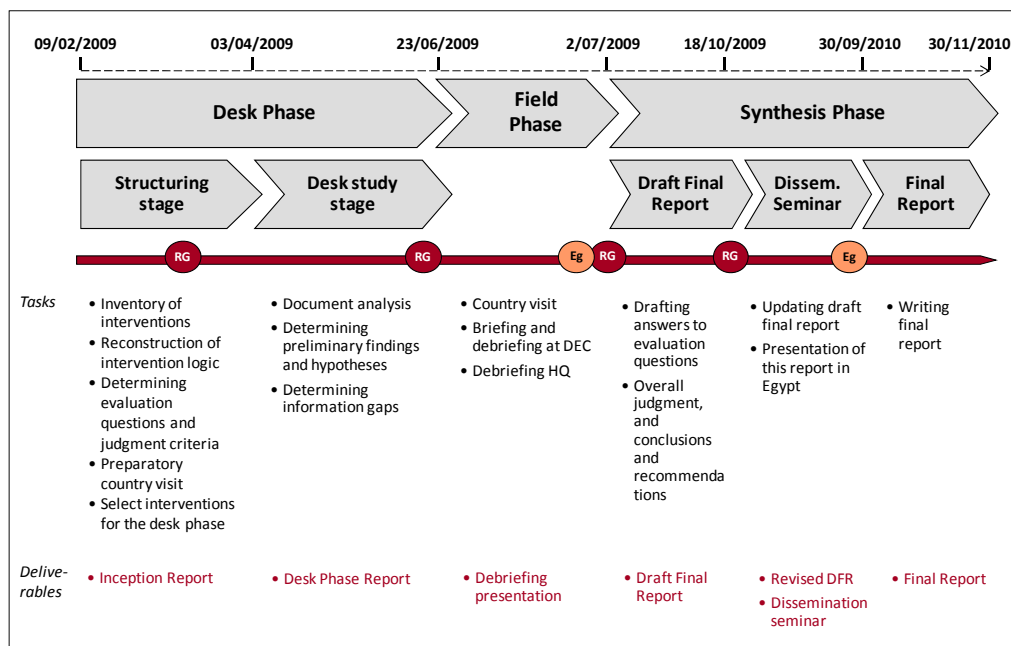 09/02/2009 03/04/2009 23/06/2009 2/07/2009 18/10/2009 30/09/2010 30/11/2010
Desk Phase
Field
Phase
Synthesis Phase
Structuring
stage
Desk study
stage
Draft Final
Report
Dissem.
Seminar
Final
Report
RG RG Eg RG RG Eg
Tasks
• Inventory of
interventions
• Reconstruction of
intervention logic
• Determining
evaluation
questions and
judgment criteria
• Preparatory
country visit
• Select interventions
for the desk phase
• Document analysis
• Determining
preliminary findings
and hypotheses
• Determining
information gaps
• Country visit
• Briefing and
debriefing at DEC
• Debriefing HQ
• Drafting
answers to
evaluation
questions
• Overall
judgment,
and
conclusions
and
recommenda
tions
• Updating draft
final report
• Presentation of
this report in
Egypt
• Writing
final
report
Delive-
rables
• Inception Report
• Desk Phase Report
• Debriefing
presentation
• Draft Final
Report
• Revised DFR
• Dissemination
seminar
• Final Report